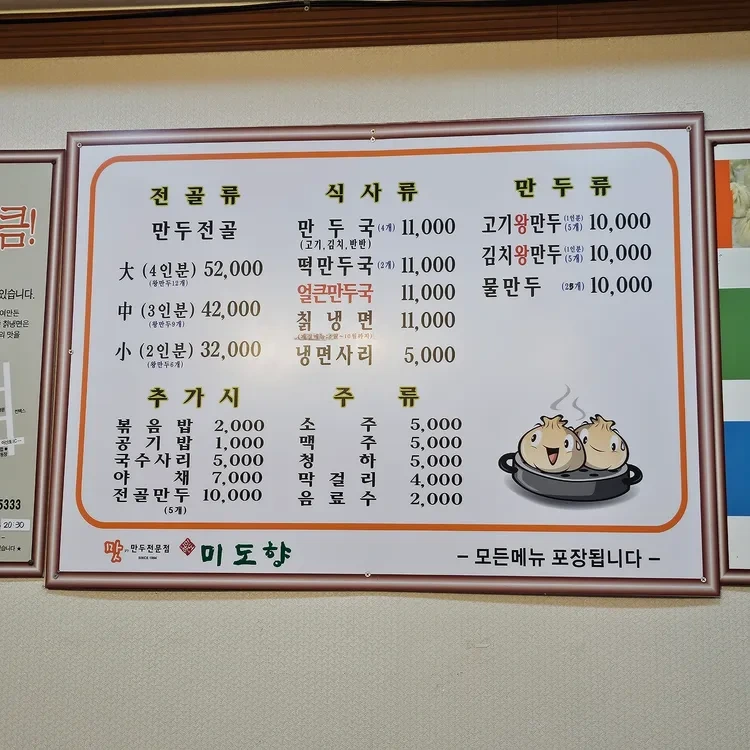 전골류
만두전골
大 (4인분) 52,000
(왕만두12개)
中 (3인분) 42,000
(왕만두9개)
小 (2인분) 32,000
(왕만두6개)
식사류
만두국 (4개) 11,000
(고기,김치,반반)
떡만두국 (2개) 11,000
얼큰만두국 11,000
칡냉면 11,000
냉면사리 5,000
만두류
고기왕만두 (1인분) (5개) 10,000
김치왕만두 (1인분) (5개) 10,000
물만두 10,000
추가시
볶음밥 2,000
공기밥 1,000
국수사리 5,000
야채 7,000
전골만두 10,000
(5개)
주류
소주 5,000
맥주 5,000
청하 5,000
막걸리 4,000
음료수 2,000
맛 만두전문점
미도향
- 모든메뉴 포장됩니다 -
큼!
있습니다.
5333
20:30